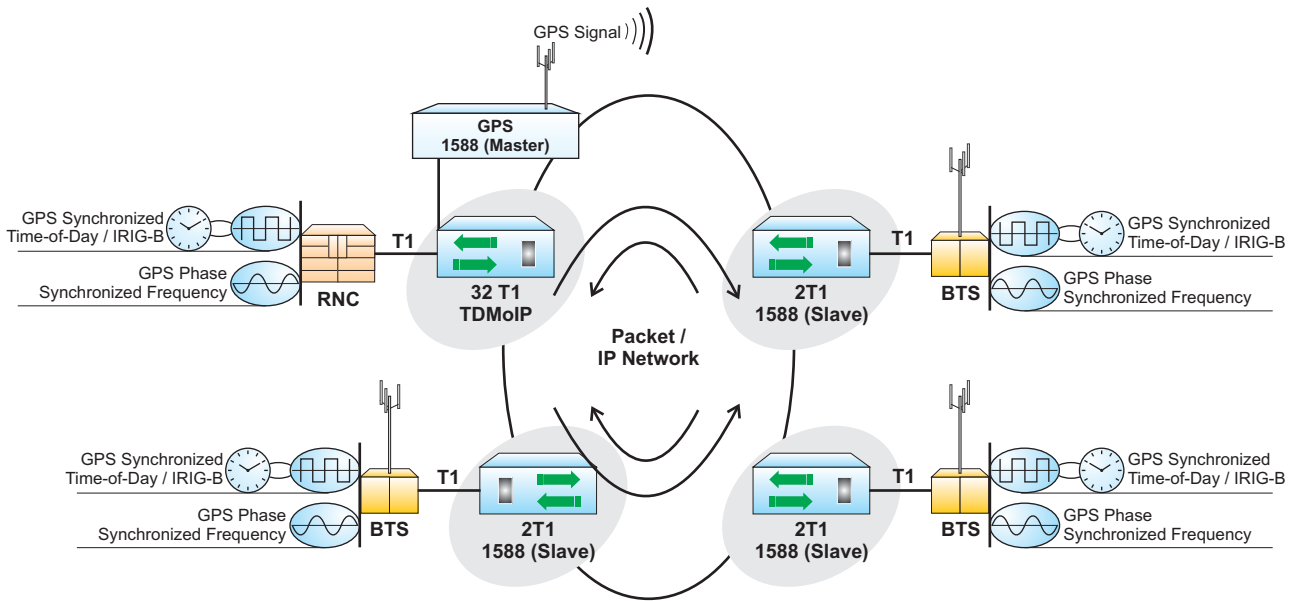 GPS Signal
GPS
1588 (Master)
GPS Synchronized
Time-of-Day / IRIG-B
GPS Phase
Synchronized Frequency
RNC
T1
32 T1
TDMoIP
2T1
1588 (Slave)
T1
BTS
GPS Synchronized
Time-of-Day / IRIG-B
GPS Phase
Synchronized Frequency
Packet /
IP Network
GPS Synchronized
Time-of-Day / IRIG-B
GPS Phase
Synchronized Frequency
BTS
T1
2T1
1588 (Slave)
2T1
1588 (Slave)
T1
BTS
GPS Synchronized
Time-of-Day / IRIG-B
GPS Phase
Synchronized Frequency